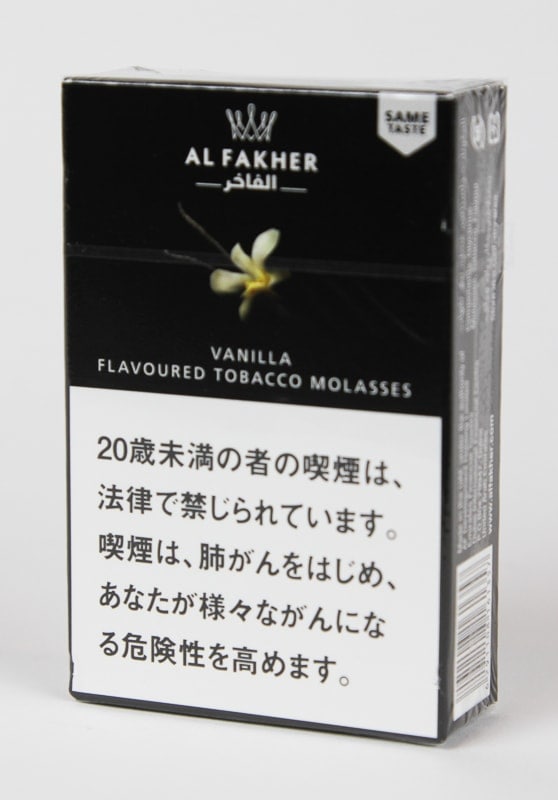 SAME
TASTE
AL FAKHER
الفاخر
VANILLA
FLAVOURED TOBACCO MOLASSES
20歳未満の者の喫煙は、
法律で禁じられています。
喫煙は、肺がんをはじめ、
あなたが様々ながんにな
る危険性を高めます。
www.alfakher.com